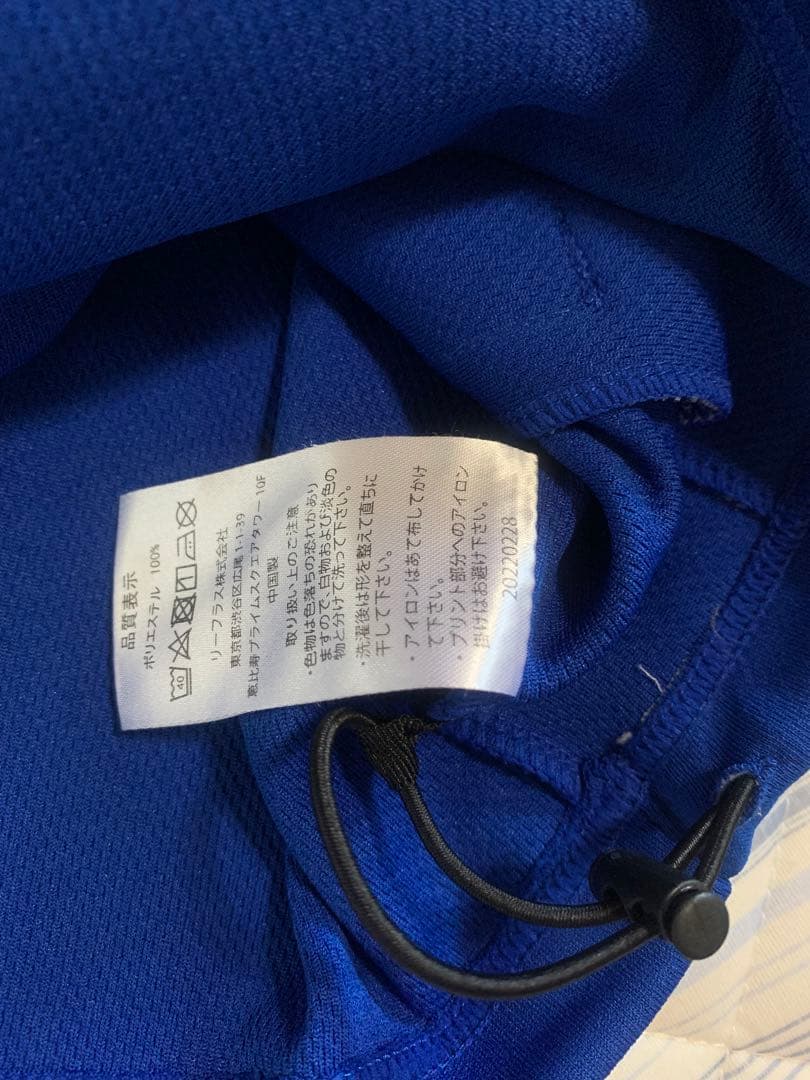 品質表示
ポリエステル 100%
40
リーフラス株式会社
東京都渋谷区広尾1-1-39
恵比寿プライムスクエアタワー10F
中国製
取り扱い上のご注意
・色物は色落ちの恐れがあり
ますので、白物および淡色の
物と分けて洗って下さい。
・洗濯後は形を整えて直ちに
干して下さい。
・アイロンはあて布してかけ
て下さい。
・プリント部分へのアイロン
掛けはお避け下さい。
20220228